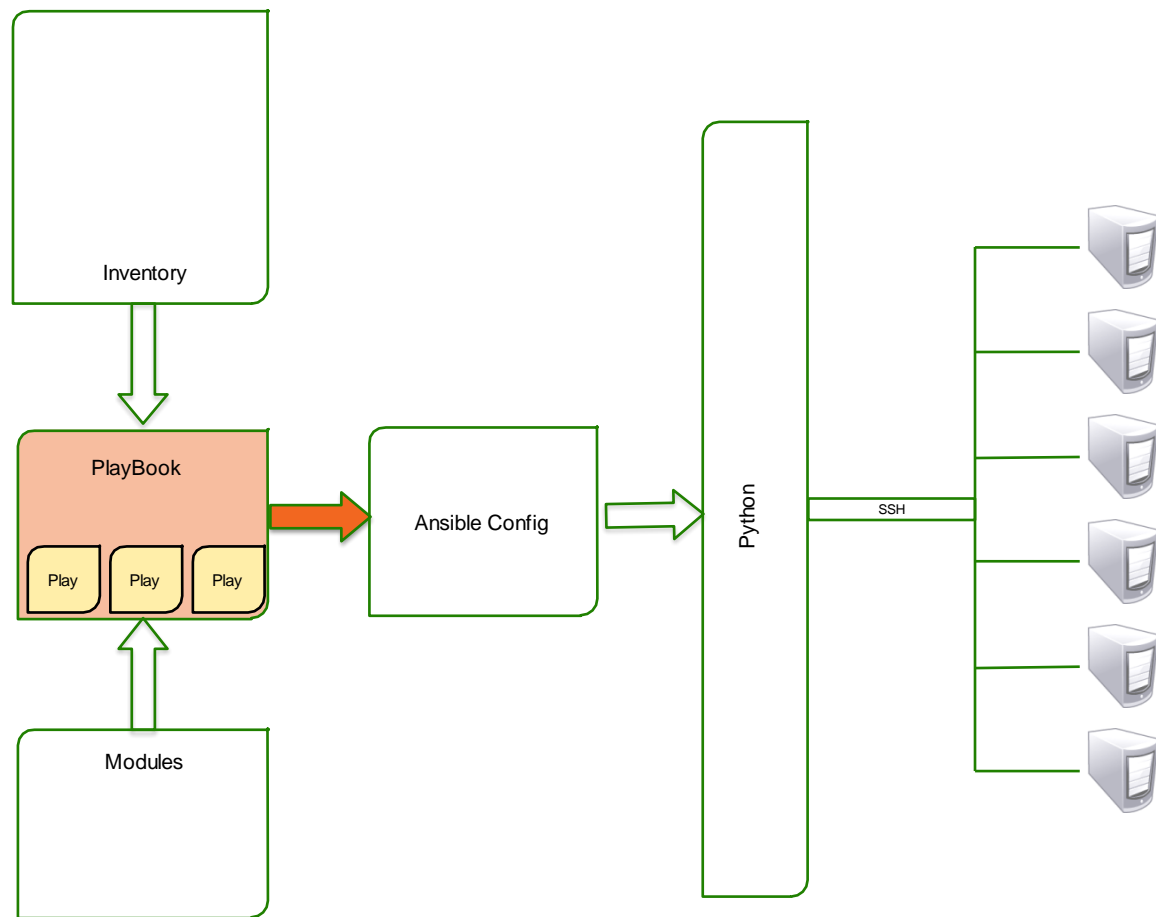 Inventory
PlayBook
Play
Play
Play
Modules
Ansible Config
Python
SSH